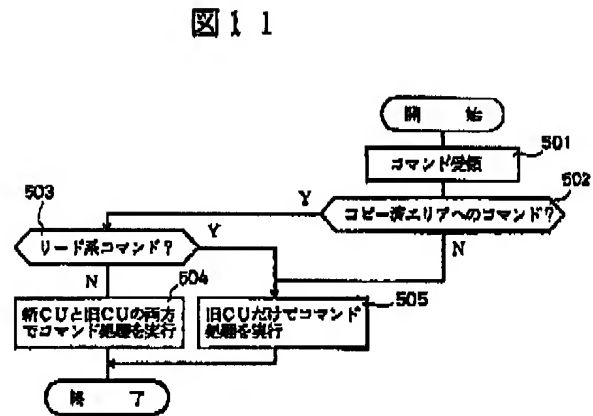 図11
開 始
501
コマンド受領
502
コピー済エリアへのコマンド?
Y
N
503
リード系コマンド?
Y
N
504
新CUと旧CUの両方
でコマンド処理を実行
505
旧CUだけでコマンド
処理を実行
終 了